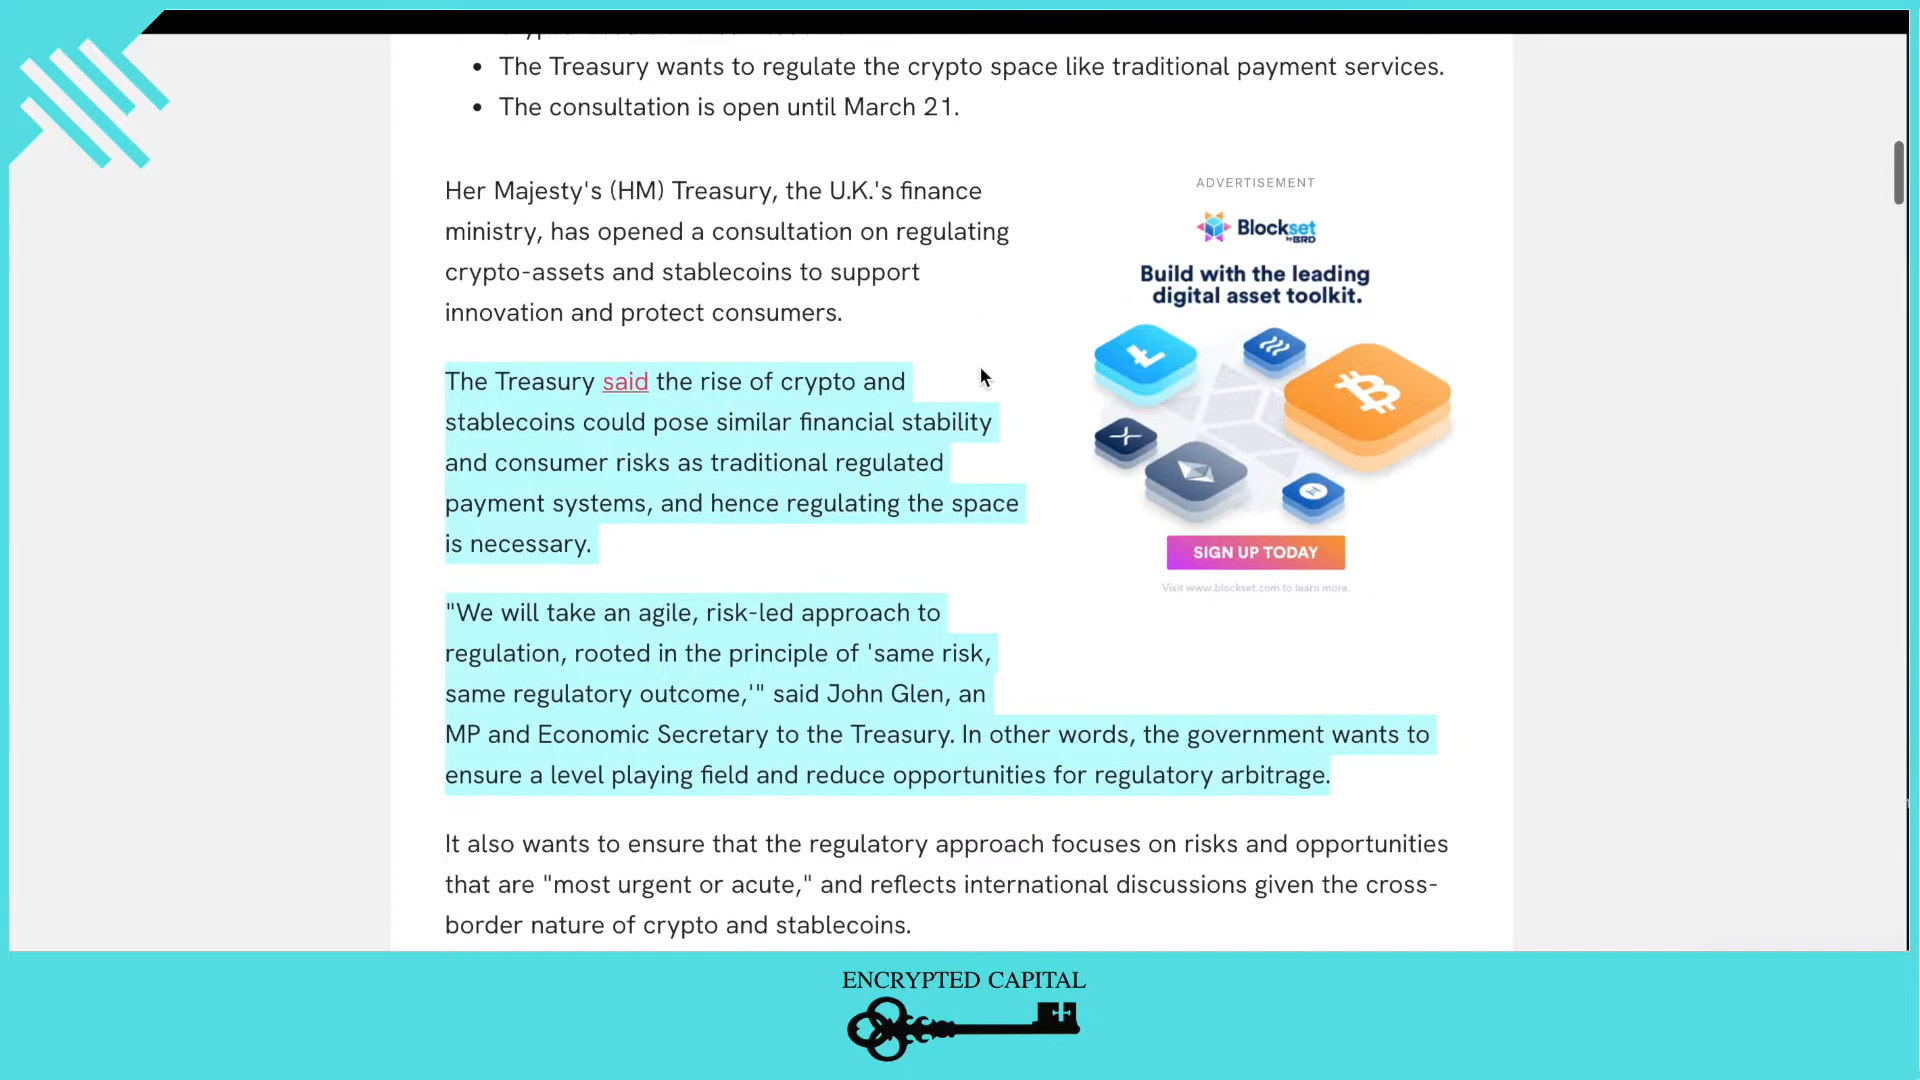 • The Treasury wants to regulate the crypto space like traditional payment services.
• The consultation is open until March 21.
Her Majesty's (HM) Treasury, the U.K.'s finance
ministry, has opened a consultation on regulating
crypto-assets and stablecoins to support
innovation and protect consumers.
The Treasury said the rise of crypto and
stablecoins could pose similar financial stability
and consumer risks as traditional regulated
payment systems, and hence regulating the space
is necessary.
"We will take an agile, risk-led approach to
regulation, rooted in the principle of 'same risk,
same regulatory outcome,'" said John Glen, an
MP and Economic Secretary to the Treasury. In other words, the government wants to
ensure a level playing field and reduce opportunities for regulatory arbitrage.
It also wants to ensure that the regulatory approach focuses on risks and opportunities
that are "most urgent or acute," and reflects international discussions given the cross-
border nature of crypto and stablecoins.
ADVERTISEMENT
Blockset
by BRD
Build with the leading
digital asset toolkit.
SIGN UP TODAY
Visit www.blockset.com to learn more.
ENCRYPTED CAPITAL